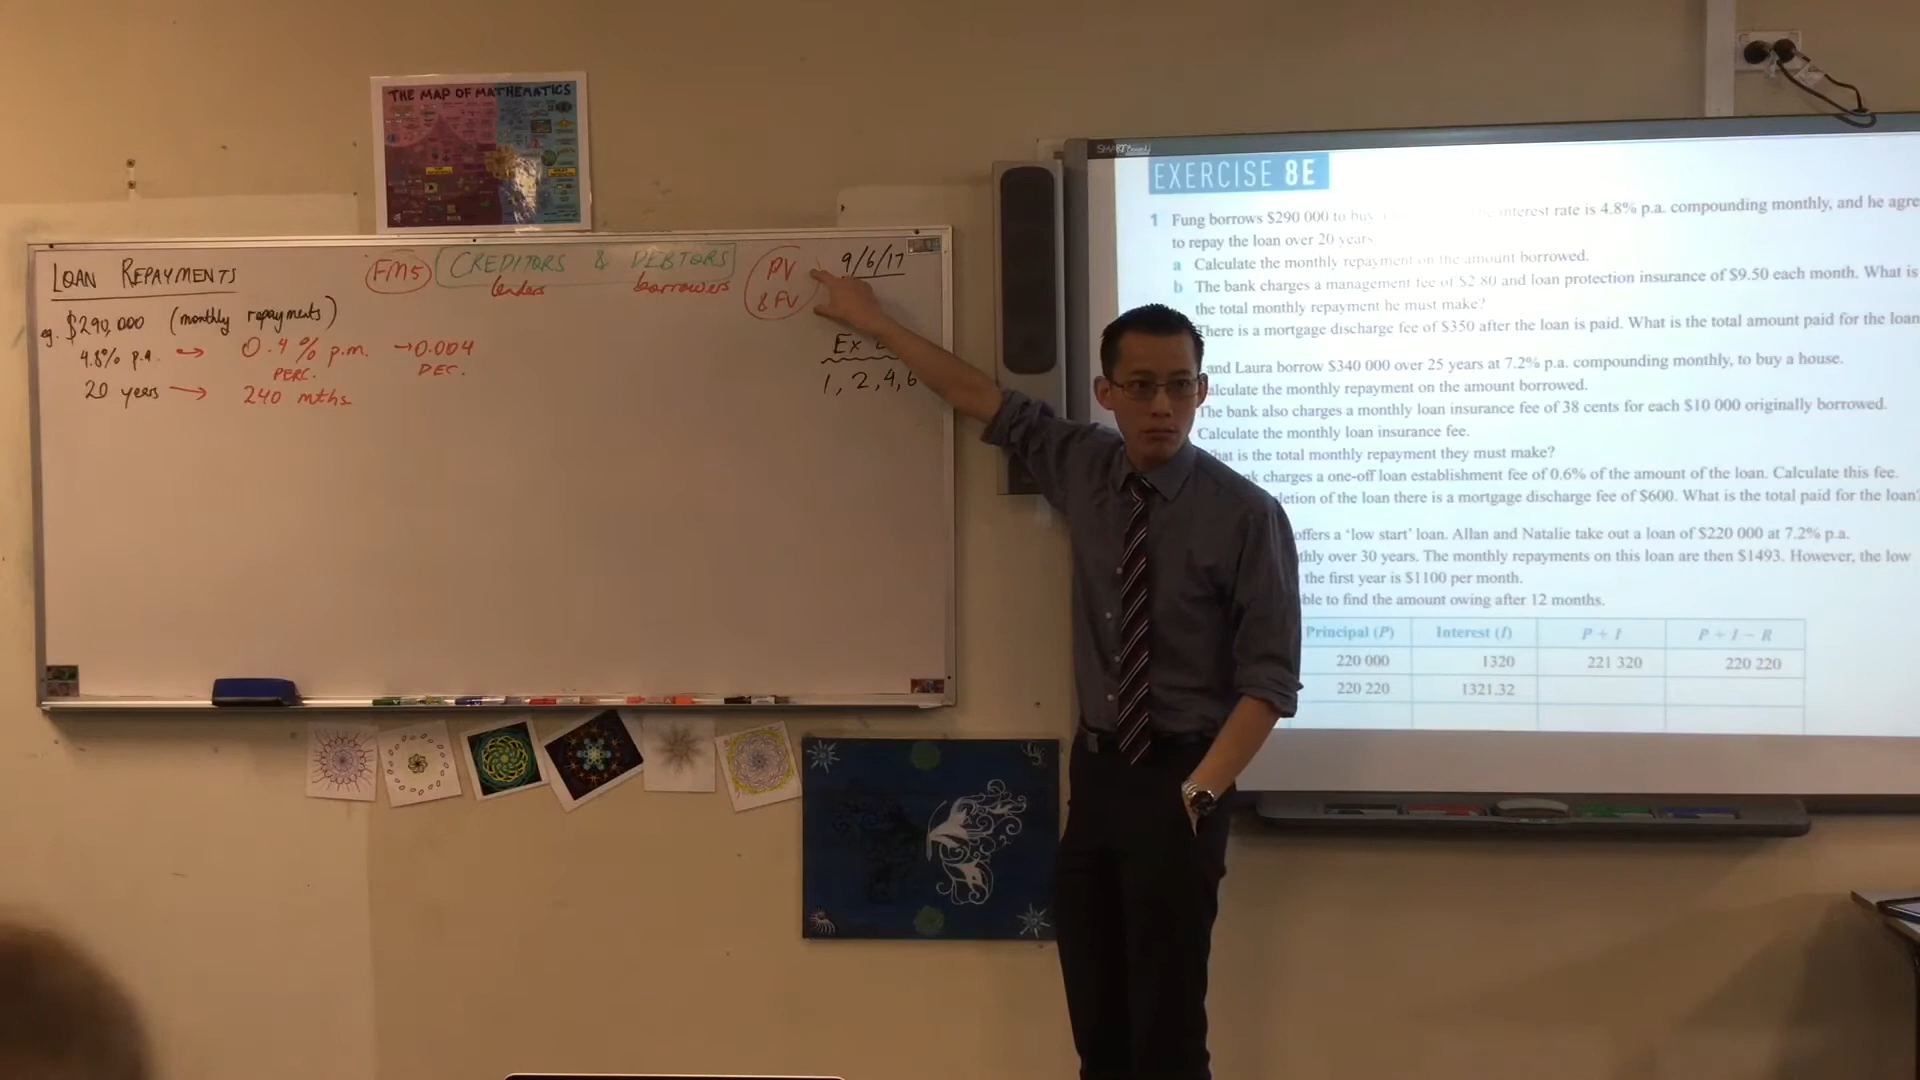 THE MAP OF MATHEMATICS
LOAN REPAYMENTS
FM5
CREDITORS & DEBTORS
lenders borrowers
PV
& FV
9/6/17
eg. $290,000 (monthly repayments)
4.8% p.a. → 0.4% p.m. → 0.004
PERC. DEC.
20 years → 240 mths
Ex
1, 2, 4, 6
SMART Board
EXERCISE 8E
1 Fung borrows $290 000 to buy interest rate is 4.8% p.a. compounding monthly, and he agre
to repay the loan over 20 years
a Calculate the monthly repayment on the amount borrowed.
b The bank charges a management fee of $2.80 and loan protection insurance of $9.50 each month. What is
the total monthly repayment he must make?
There is a mortgage discharge fee of $350 after the loan is paid. What is the total amount paid for the loan
and Laura borrow $340 000 over 25 years at 7.2% p.a. compounding monthly, to buy a house.
alculate the monthly repayment on the amount borrowed.
The bank also charges a monthly loan insurance fee of 38 cents for each $10 000 originally borrowed.
Calculate the monthly loan insurance fee.
hat is the total monthly repayment they must make?
nk charges a one-off loan establishment fee of 0.6% of the amount of the loan. Calculate this fee.
letion of the loan there is a mortgage discharge fee of $600. What is the total paid for the loan?
offers a ‘low start’ loan. Allan and Natalie take out a loan of $220 000 at 7.2% p.a.
thly over 30 years. The monthly repayments on this loan are then $1493. However, the low
the first year is $1100 per month.
ble to find the amount owing after 12 months.
Principal (P) Interest (I) P + I P + I − R
220 000 1320 221 320 220 220
220 220 1321.32